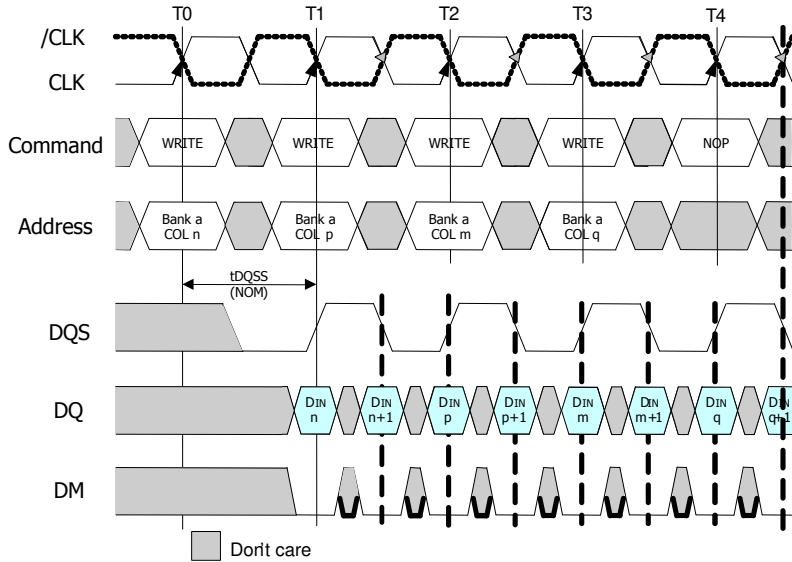 T0 T1 T2 T3 T4
/CLK
CLK
Command WRITE WRITE WRITE WRITE NOP
Address Bank a Bank a Bank a Bank a
COL n COL p COL m COL q
tDQSS
(NOM)
DQS
DQ DIN DIN DIN DIN DIN DIN DIN DIN
n n+1 p p+1 m m+1 q q+1
DM
Don't care